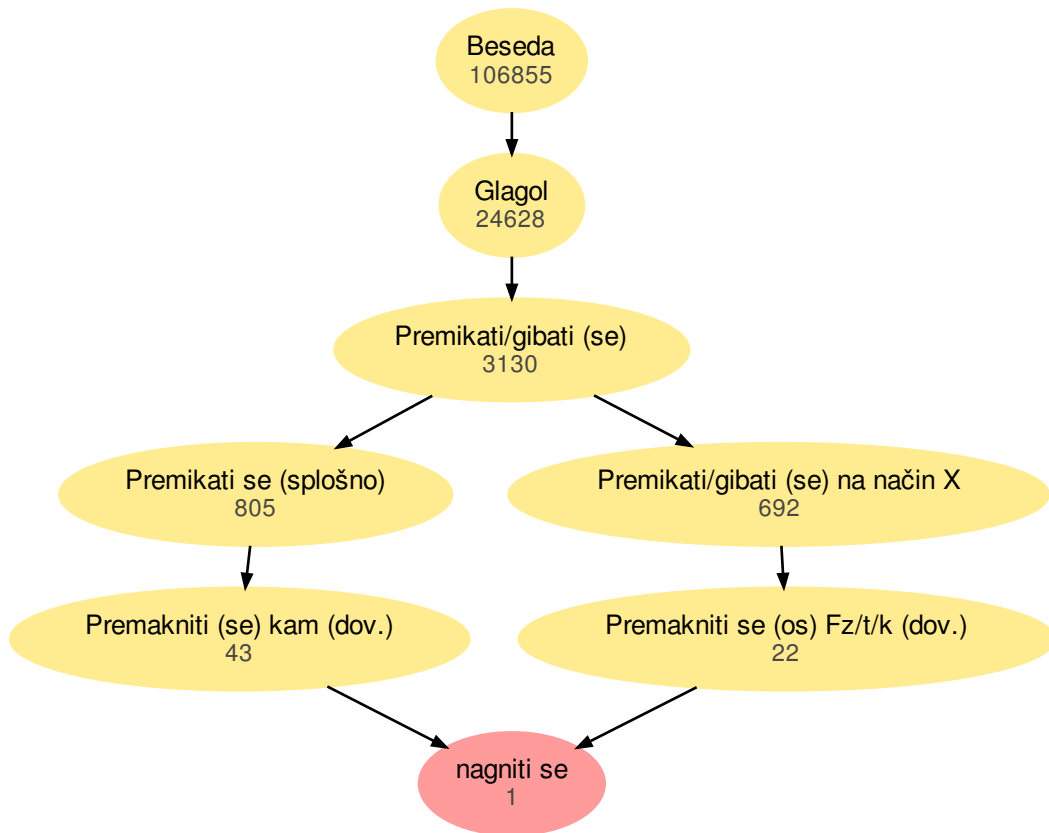 Beseda
106855
Glagol
24628
Premikati/gibati (se)
3130
Premikati se (splošno)
805
Premikati/gibati (se) na način X
692
Premakniti (se) kam (dov.)
43
Premakniti se (os) Fz/t/k (dov.)
22
nagniti se
1